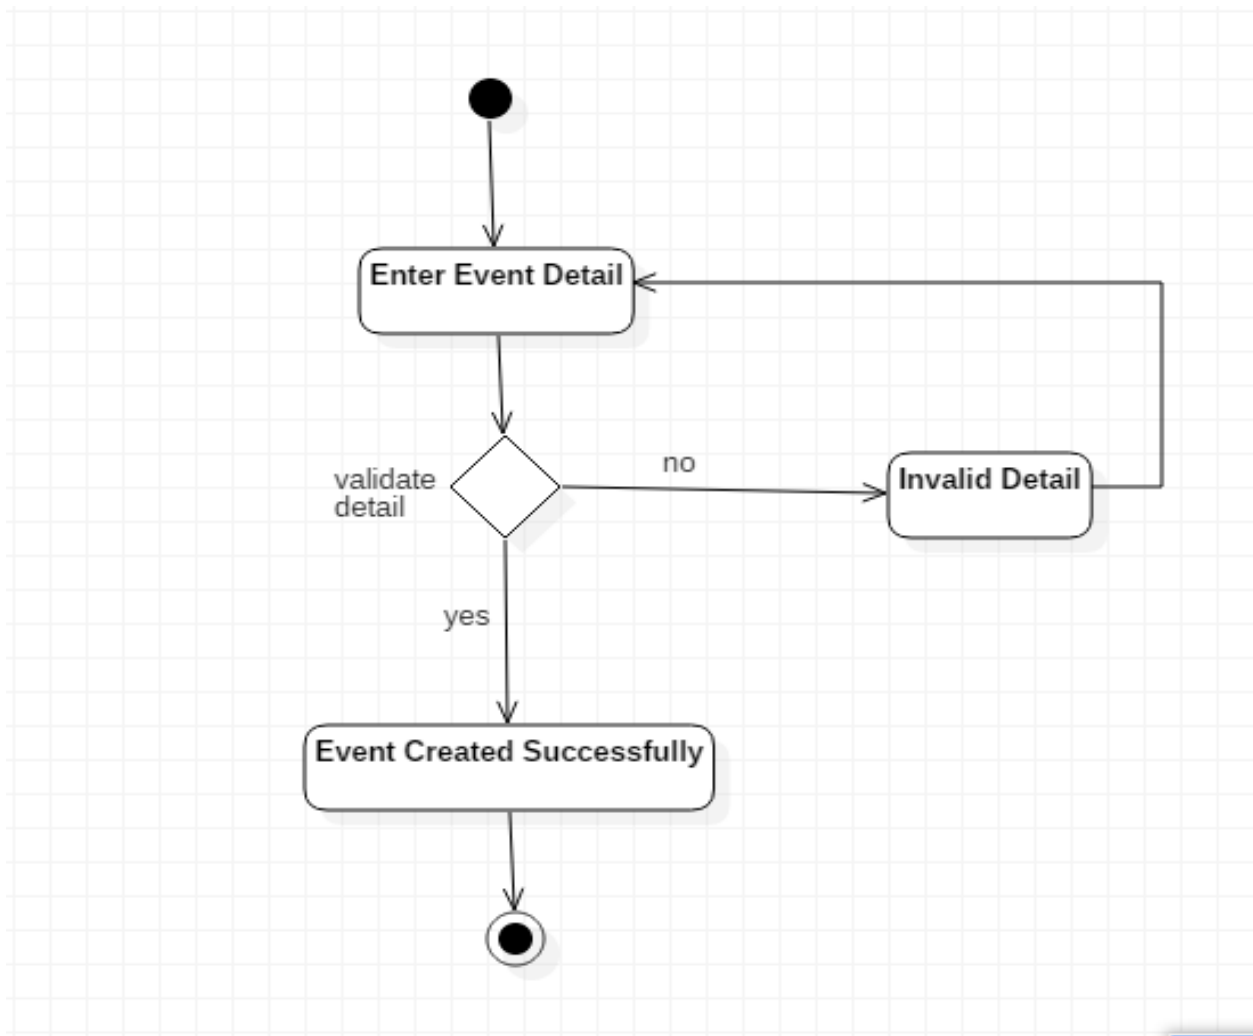 Enter Event Detail
validate
detail
no
Invalid Detail
yes
Event Created Successfully